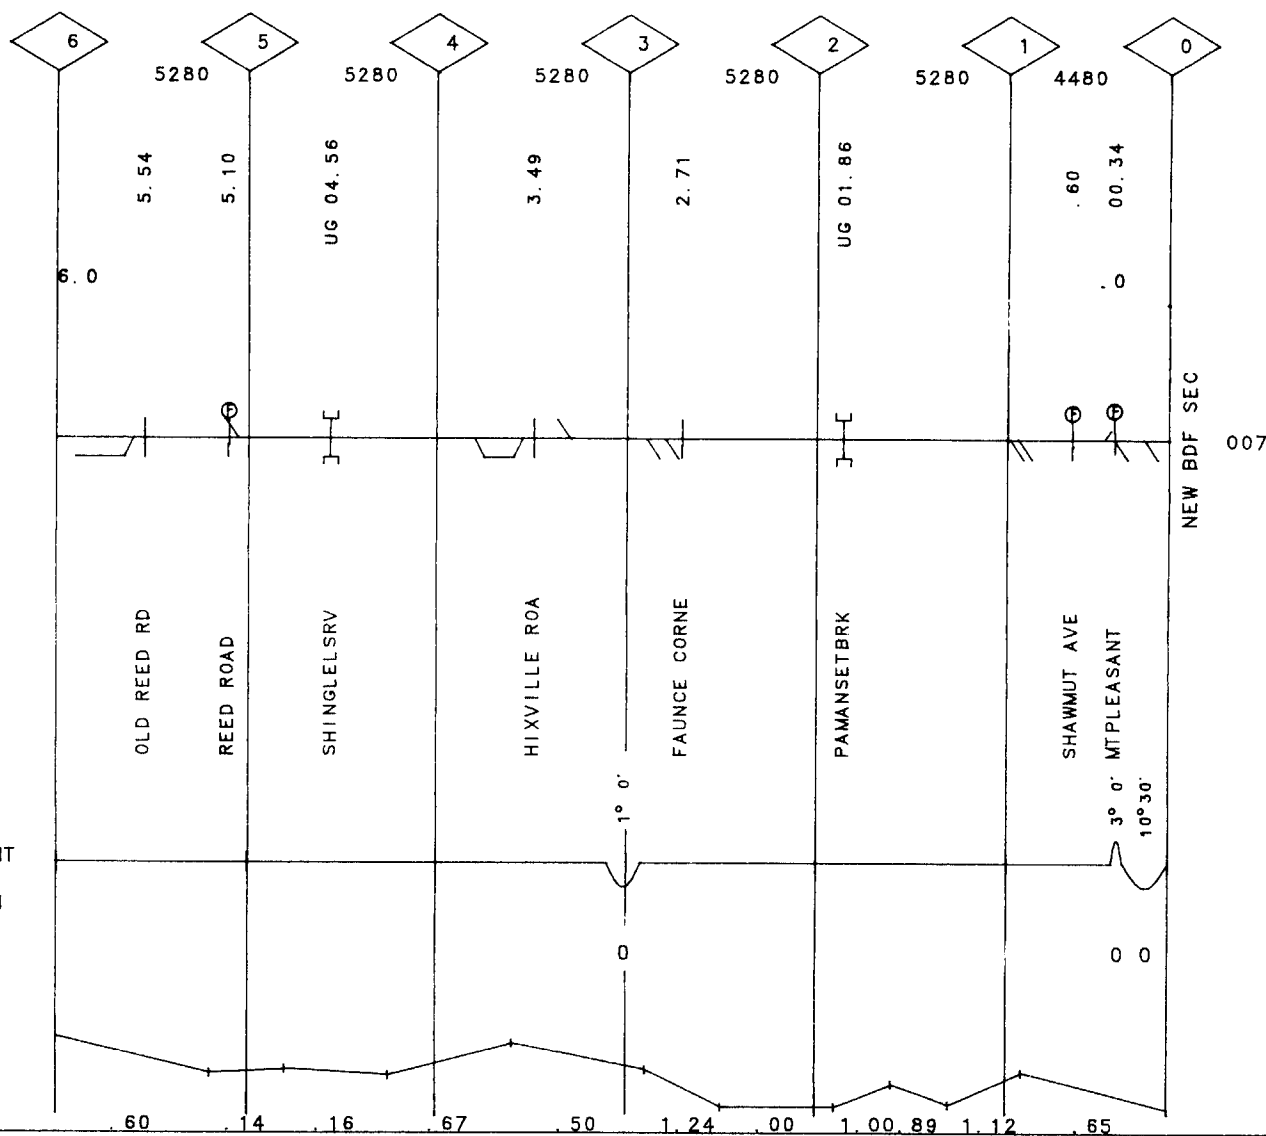 6 5 4 3 2 1 0
5280 5280 5280 5280 5280 4480
5.54
5.10
UG 04.56
3.49
2.71
UG 01.86
.60
00.34
6.0
.0
F
F
F
NEW BDF SEC
007
OLD REED RD
REED ROAD
SHINGLELSRV
HIXVILLE ROA
FAUNCE CORNE
PAMANSETBRK
SHAWMUT AVE
MTPLEASANT
1° 0'
3° 0'
10°30'
0 0 0
.60 .14 .16 .67 .50 1.24 .00 1.00 .89 1.12 .65